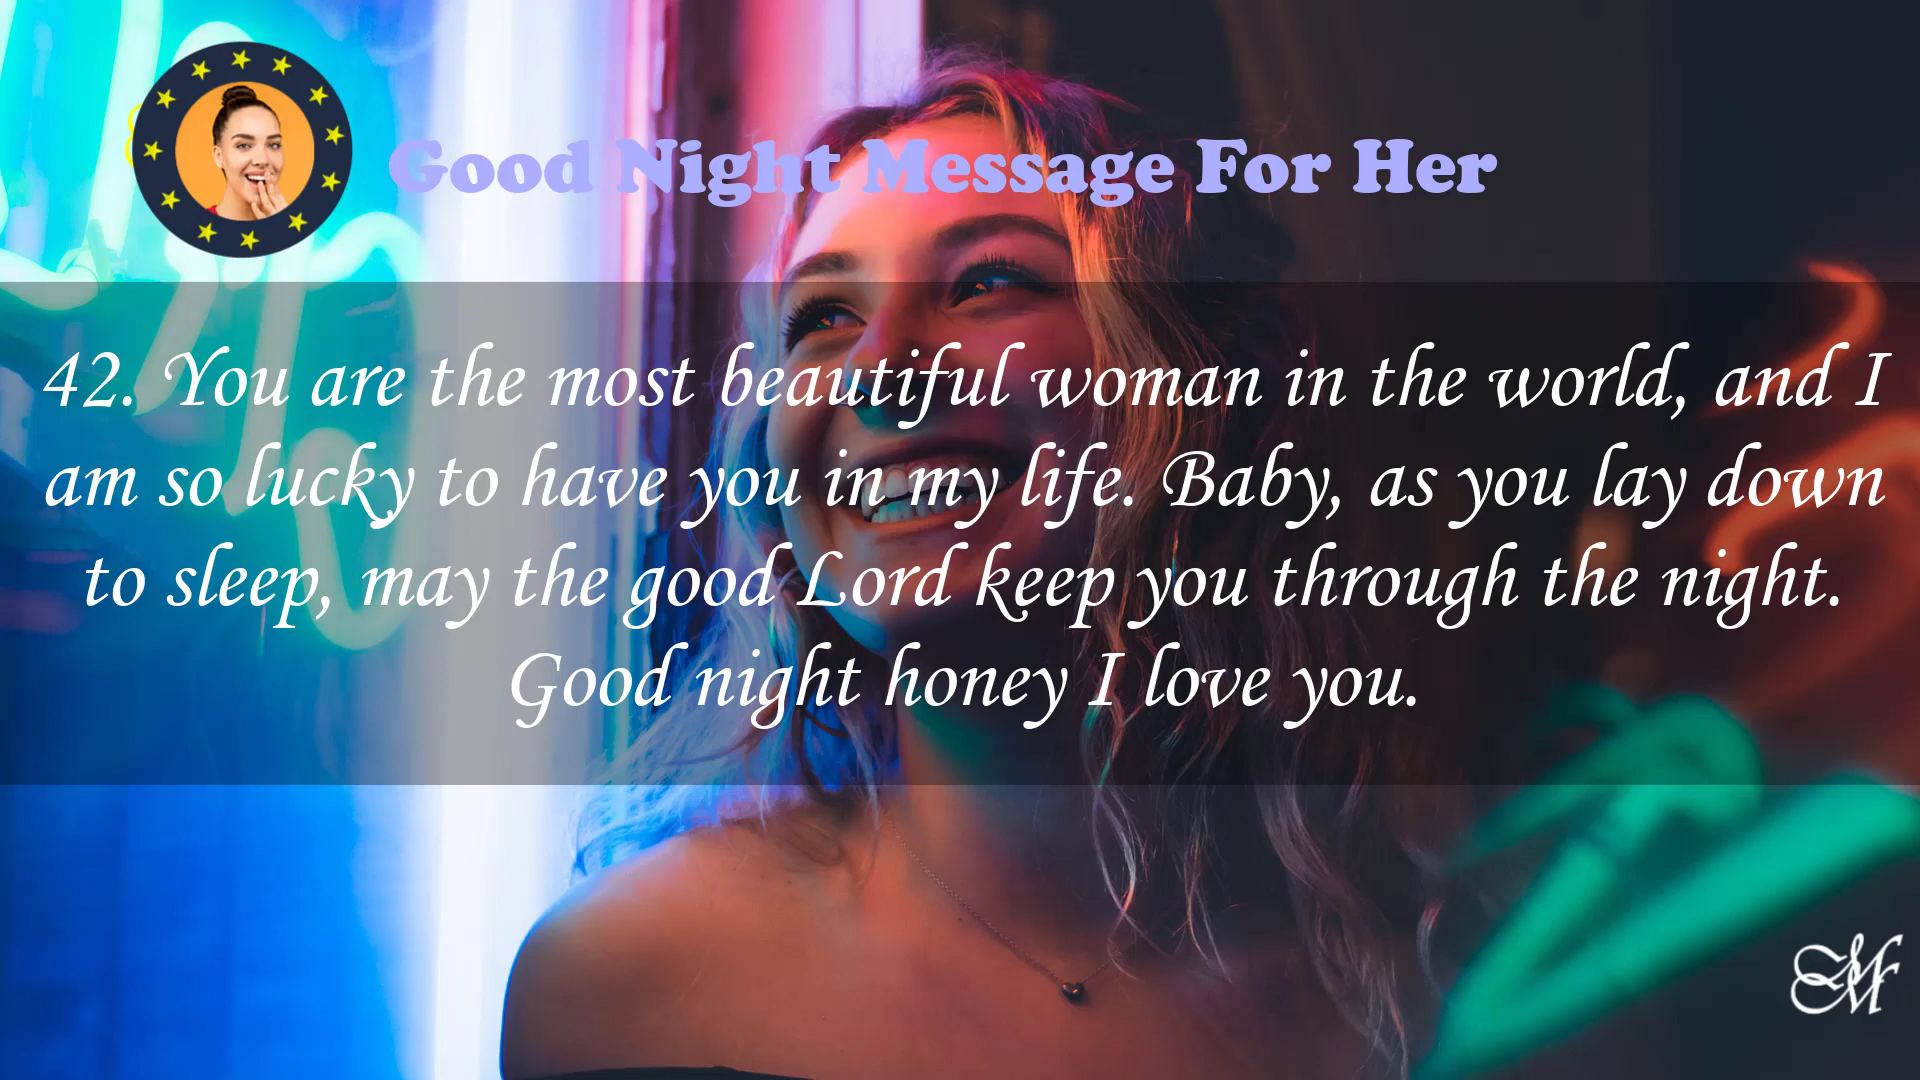 Good Night Message For Her
42. You are the most beautiful woman in the world, and I
am so lucky to have you in my life. Baby, as you lay down
to sleep, may the good Lord keep you through the night.
Good night honey I love you.